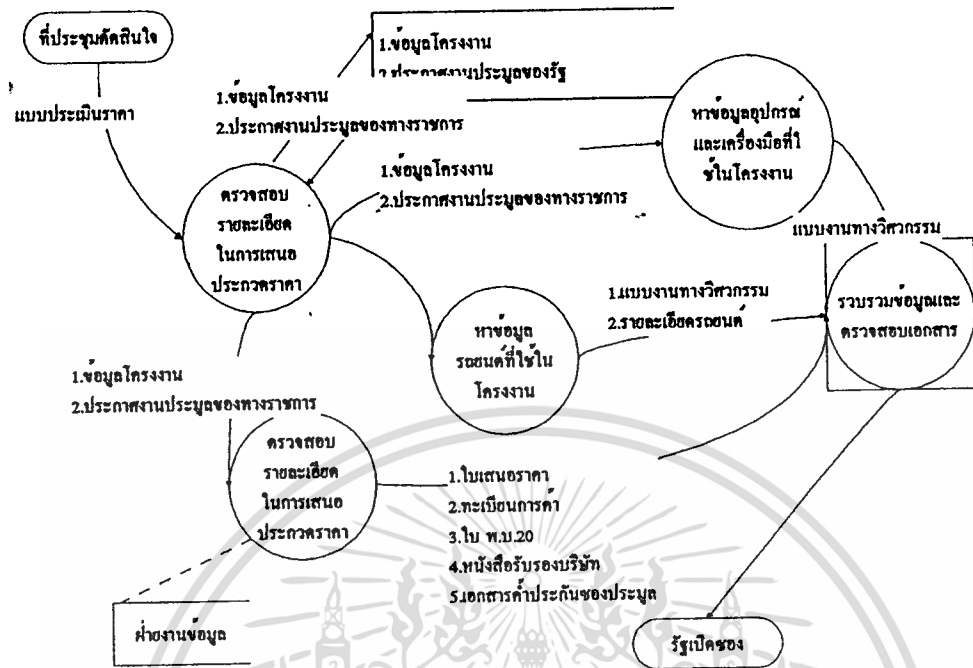 ที่ประชุมตัดสินใจ
แบบประเมินราคา
1.ข้อมูลโครงงาน
2.ประกาศงานประมูลของรัฐ
1.ข้อมูลโครงงาน
2.ประกาศงานประมูลของทางราชการ
หาข้อมูลอุปกรณ์
และเครื่องมือที่ใ
ช้ในโครงงาน
1.ข้อมูลโครงงาน
2.ประกาศงานประมูลของทางราชการ
ตรวจสอบ
รายละเอียด
ในการเสนอ
ประกวดราคา
แบบงานทางวิศวกรรม
1.แบบงานทางวิศวกรรม
2.รายละเอียดรถยนต์
รวบรวมข้อมูลและ
ตรวจสอบเอกสาร
หาข้อมูล
รถยนต์ที่ใช้ใน
โครงงาน
1.ข้อมูลโครงงาน
2.ประกาศงานประมูลของทางราชการ
ตรวจสอบ
รายละเอียด
ในการเสนอ
ประกวดราคา
1.ใบเสนอราคา
2.ทะเบียนการค้า
3.ใบ พ.บ.20
4.หนังสือรับรองบริษัท
5.เอกสารค้ำประกันซองประมูล
ฝ่ายงานข้อมูล
รัฐเปิดซอง